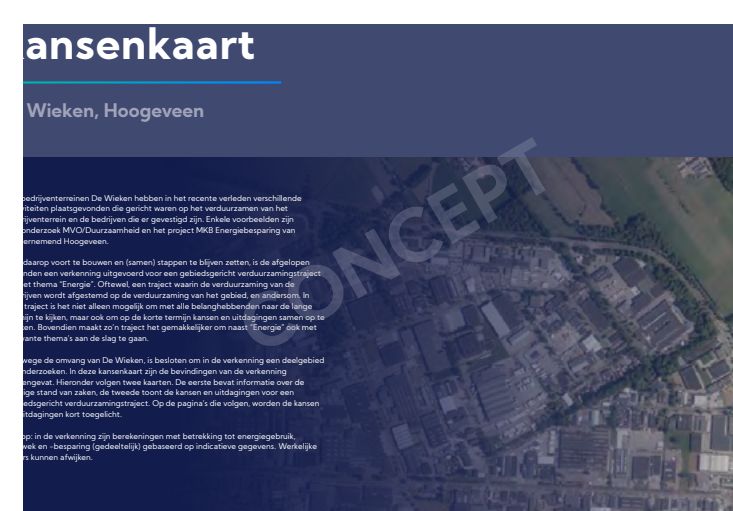 ansenkaart
Wieken, Hoogeveen
CONCEPT
bedrijventerreinen De Wieken hebben in het recente verleden verschillende
viteiten plaatsgevonden die gericht waren op het verduurzamen van het
rijventerrein en de bedrijven die er gevestigd zijn. Enkele voorbeelden zijn
onderzoek MVO/Duurzaamheid en het project MKB Energiebesparing van
ernemend Hoogeveen.
daarop voort te bouwen en (samen) stappen te blijven zetten, is de afgelopen
nden een verkenning uitgevoerd voor een gebiedsgericht verduurzamingstraject
et thema "Energie". Oftewel, een traject waarin de verduurzaming van de
rijven wordt afgestemd op de verduurzaming van het gebied, en andersom. In
traject is het niet alleen mogelijk om met alle belanghebbenden naar de lange
ijn te kijken, maar ook om op de korte termijn kansen en uitdagingen samen op te
en. Bovendien maakt zo'n traject het gemakkelijker om naast "Energie" ook met
vante thema's aan de slag te gaan.
wege de omvang van De Wieken, is besloten om in de verkenning een deelgebied
nderzoeken. In deze kansenkaart zijn de bevindingen van de verkenning
engevat. Hieronder volgen twee kaarten. De eerste bevat informatie over de
ige stand van zaken, de tweede toont de kansen en uitdagingen voor een
edsgericht verduurzamingstraject. Op de pagina's die volgen, worden de kansen
itdagingen kort toegelicht.
op: in de verkenning zijn berekeningen met betrekking tot energiegebruik,
wek en -besparing (gedeeltelijk) gebaseerd op indicatieve gegevens. Werkelijke
rs kunnen afwijken.